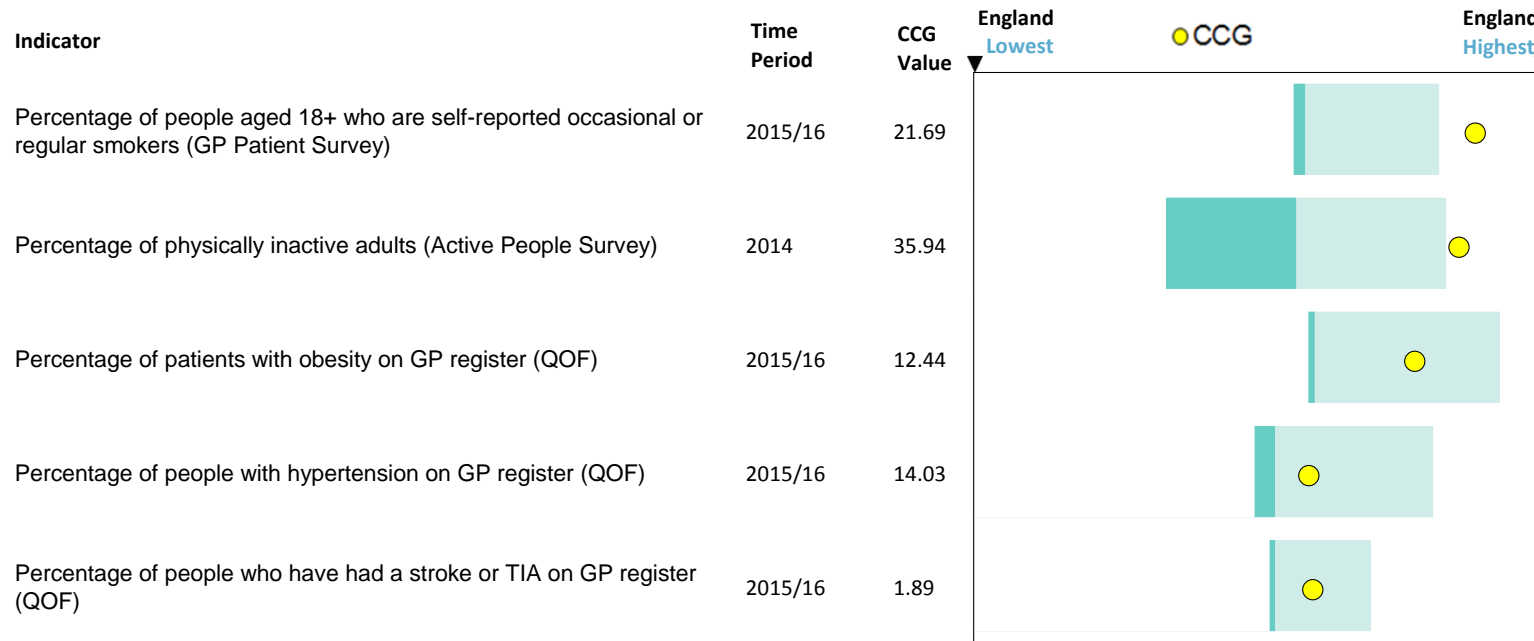 Indicator
Time
Period
CCG
Value
England
Lowest
CCG
England
Highest
Percentage of people aged 18+ who are self-reported occasional or
regular smokers (GP Patient Survey)
2015/16
21.69
Percentage of physically inactive adults (Active People Survey)
2014
35.94
Percentage of patients with obesity on GP register (QOF)
2015/16
12.44
Percentage of people with hypertension on GP register (QOF)
2015/16
14.03
Percentage of people who have had a stroke or TIA on GP register
(QOF)
2015/16
1.89